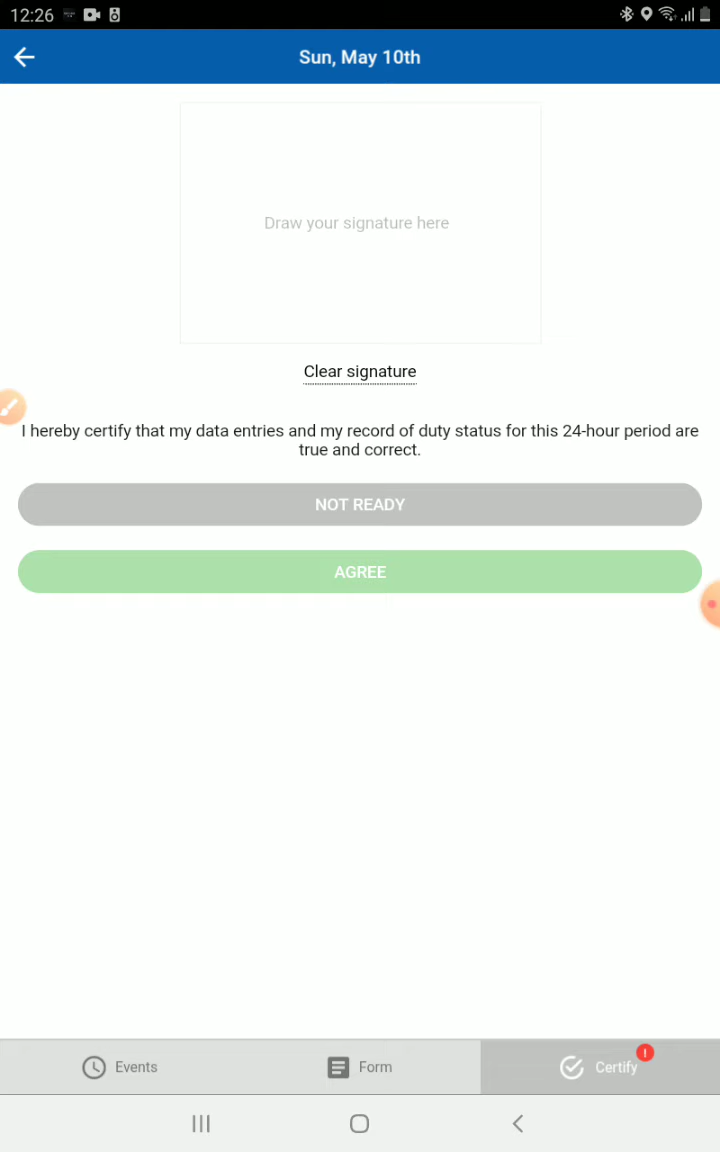 12:26
Sun, May 10th
Draw your signature here
Clear signature
I hereby certify that my data entries and my record of duty status for this 24-hour period are
true and correct.
NOT READY
AGREE
Events
Form
Certify
!